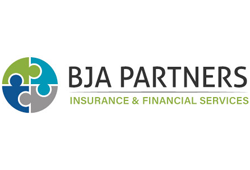 BJA PARTNERS
INSURANCE & FINANCIAL SERVICES